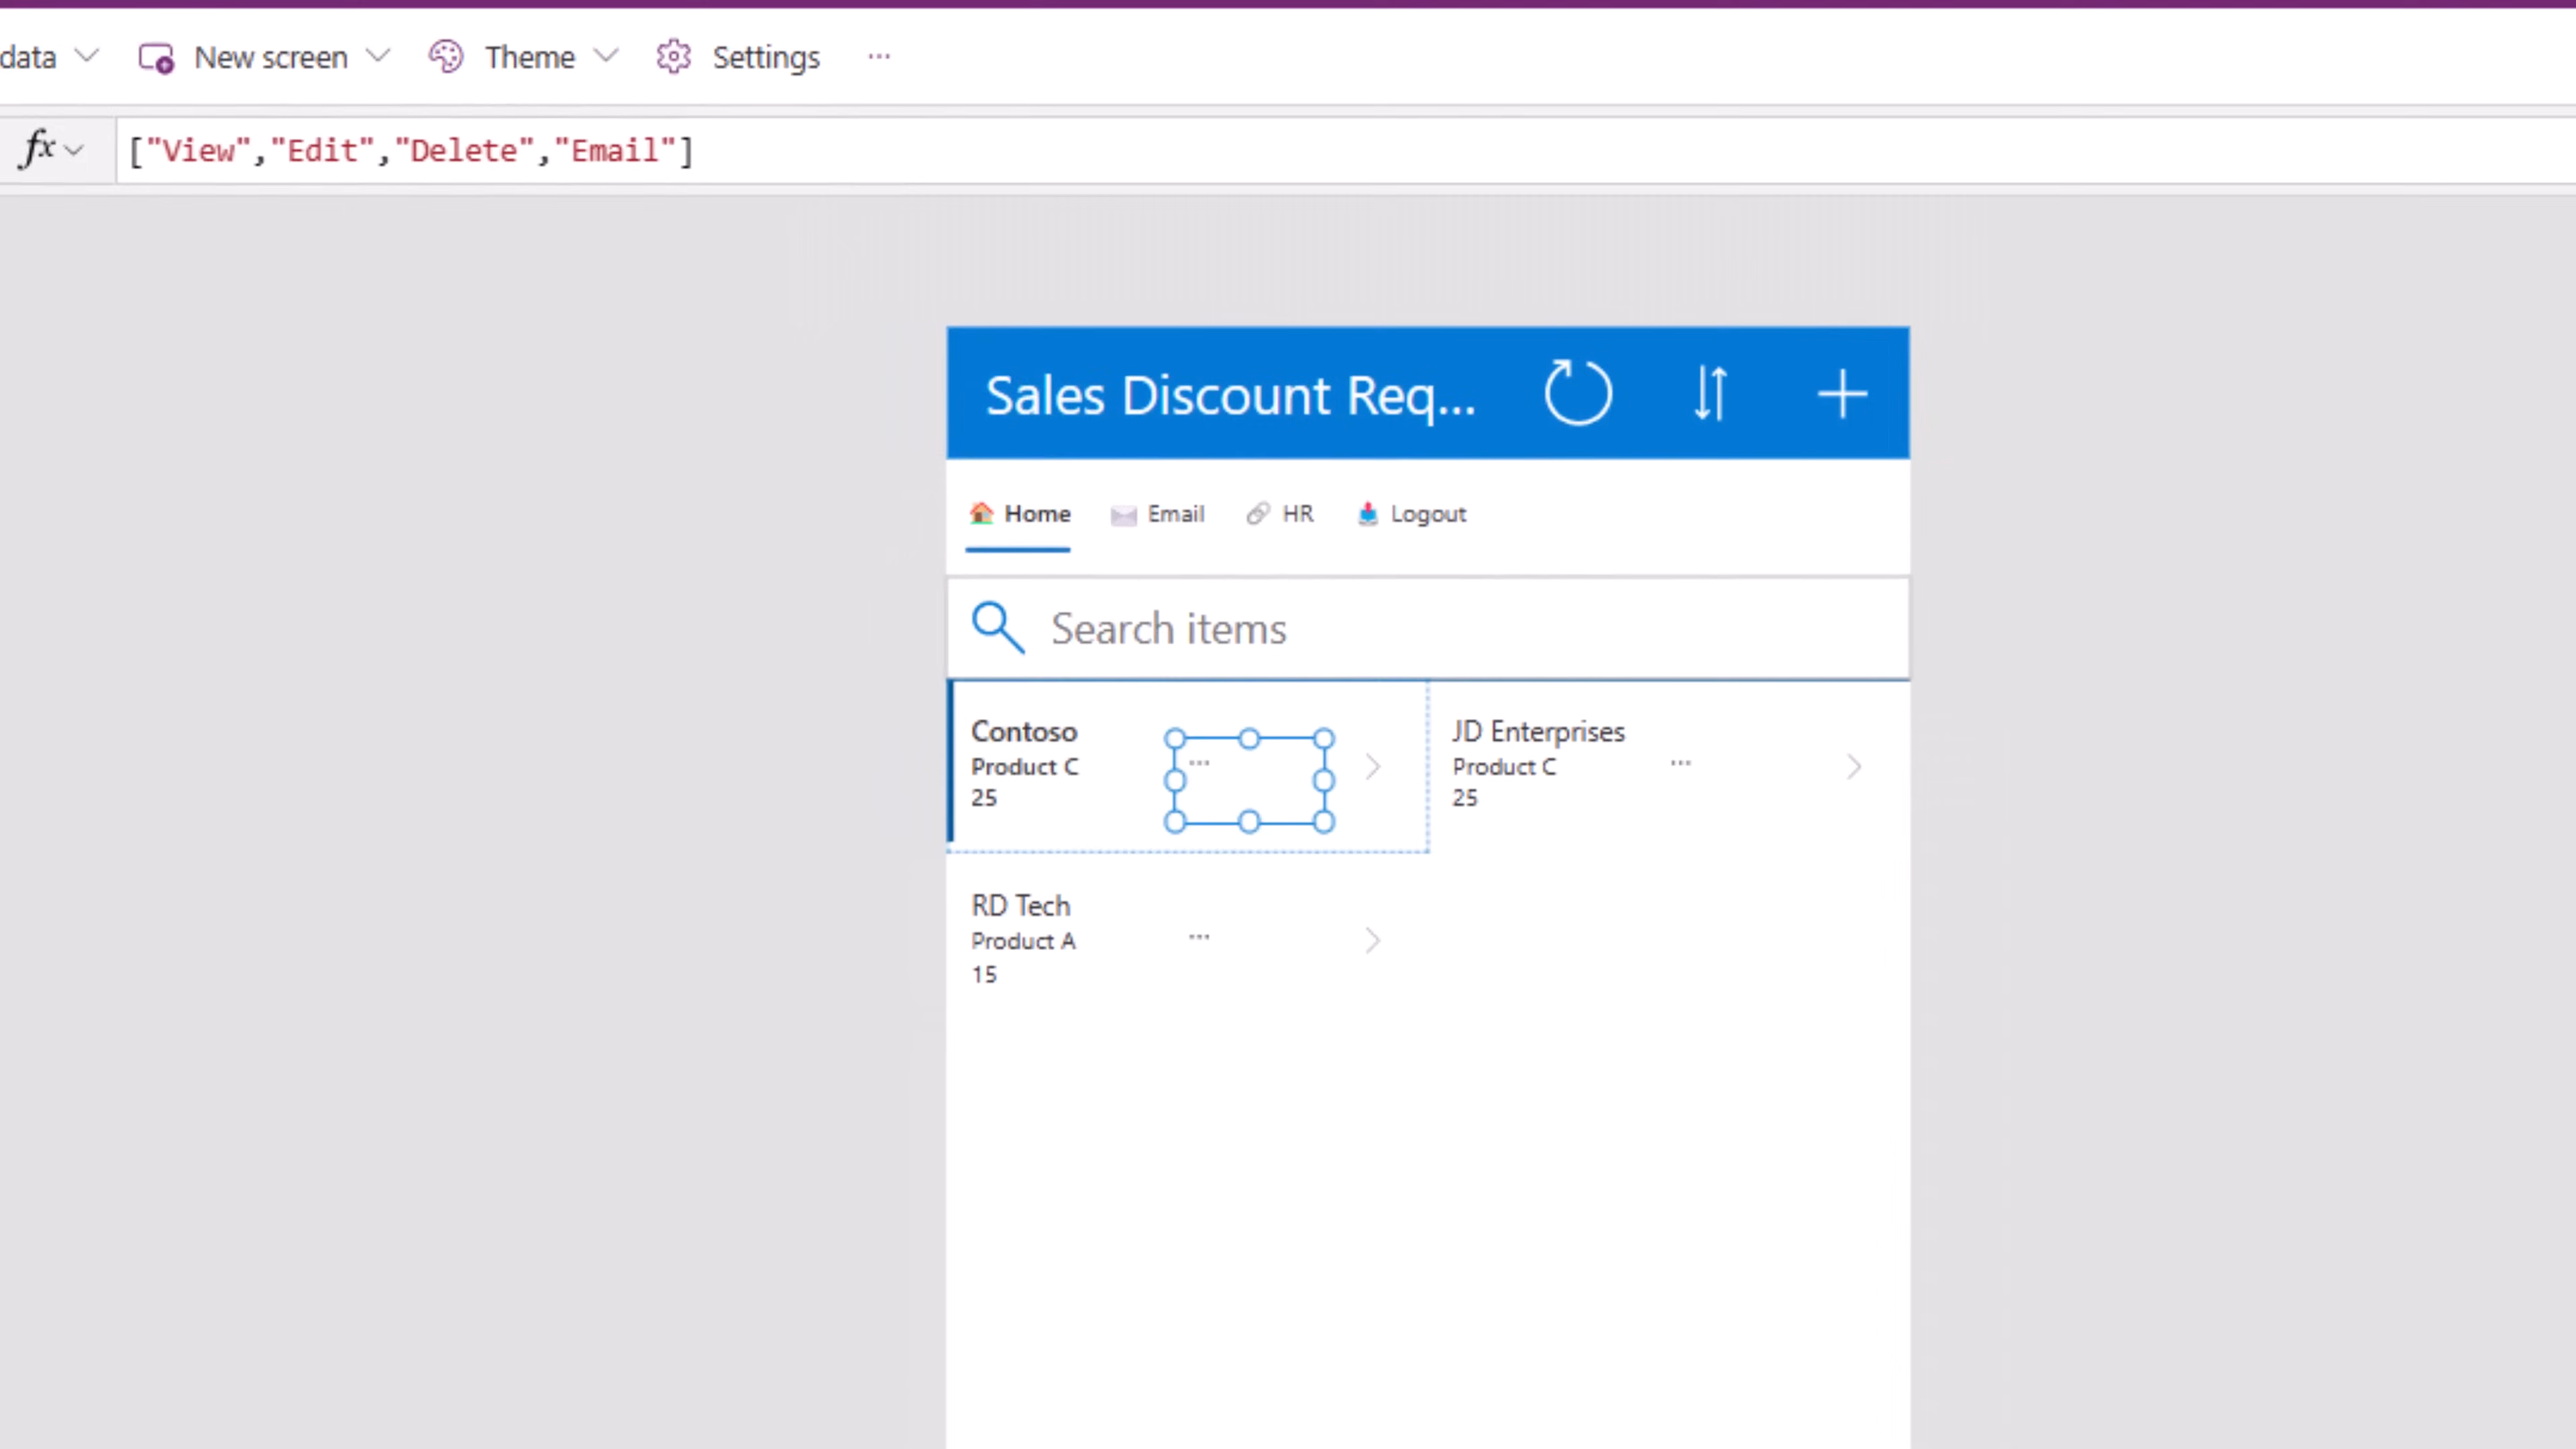 data New screen Theme Settings ...
fx ["View","Edit","Delete","Email"]
Sales Discount Req...
Home Email HR Logout
Search items
Contoso
Product C
25
...
JD Enterprises
Product C
25
...
RD Tech
Product A
15
...